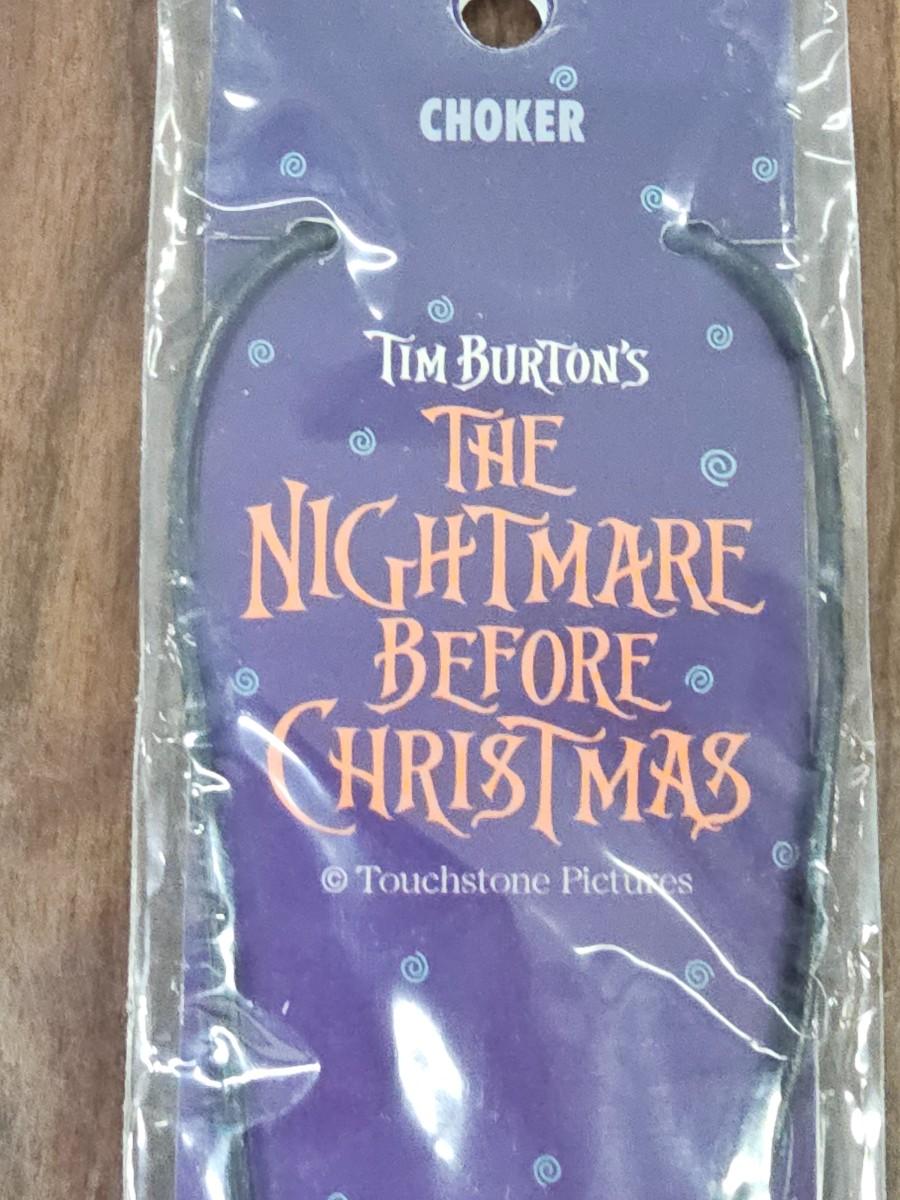 CHOKER
TIM BURTON'S
THE
NIGHTMARE
BEFORE
CHRISTMAS
© Touchstone Pictures